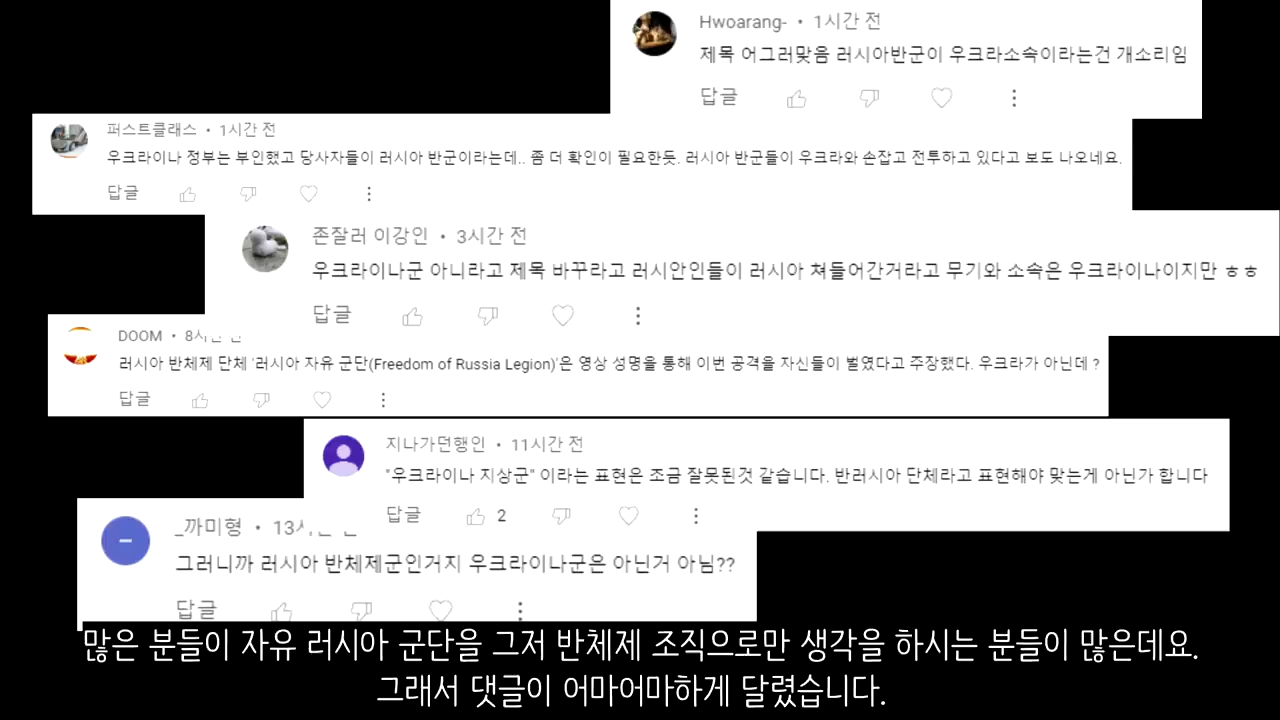 Hwoarang- • 1시간 전
제목 어그러맞음 러시아반군이 우크라소속이라는건 개소리임
답글
퍼스트클래스 • 1시간 전
우크라이나 정부는 부인했고 당사자들이 러시아 반군이라는데.. 좀 더 확인이 필요한듯. 러시아 반군들이 우크라와 손잡고 전투하고 있다고 보도 나오네요.
답글
존잘러 이강인 • 3시간 전
우크라이나군 아니라고 제목 바꾸라고 러시안인들이 러시아 쳐들어간거라고 무기와 소속은 우크라이나이지만 ㅎㅎ
답글
DOOM • 8시
러시아 반체제 단체 '러시아 자유 군단(Freedom of Russia Legion)'은 영상 성명을 통해 이번 공격을 자신들이 벌였다고 주장했다. 우크라가 아닌데 ?
답글
지나가던행인 • 11시간 전
"우크라이나 지상군" 이라는 표현은 조금 잘못된것 같습니다. 반러시아 단체라고 표현해야 맞는게 아닌가 합니다
답글 2
_까미형 • 13시
그러니까 러시아 반체제군인거지 우크라이나군은 아닌거 아님??
답글
많은 분들이 자유 러시아 군단을 그저 반체제 조직으로만 생각을 하시는 분들이 많은데요.
그래서 댓글이 어마어마하게 달렸습니다.